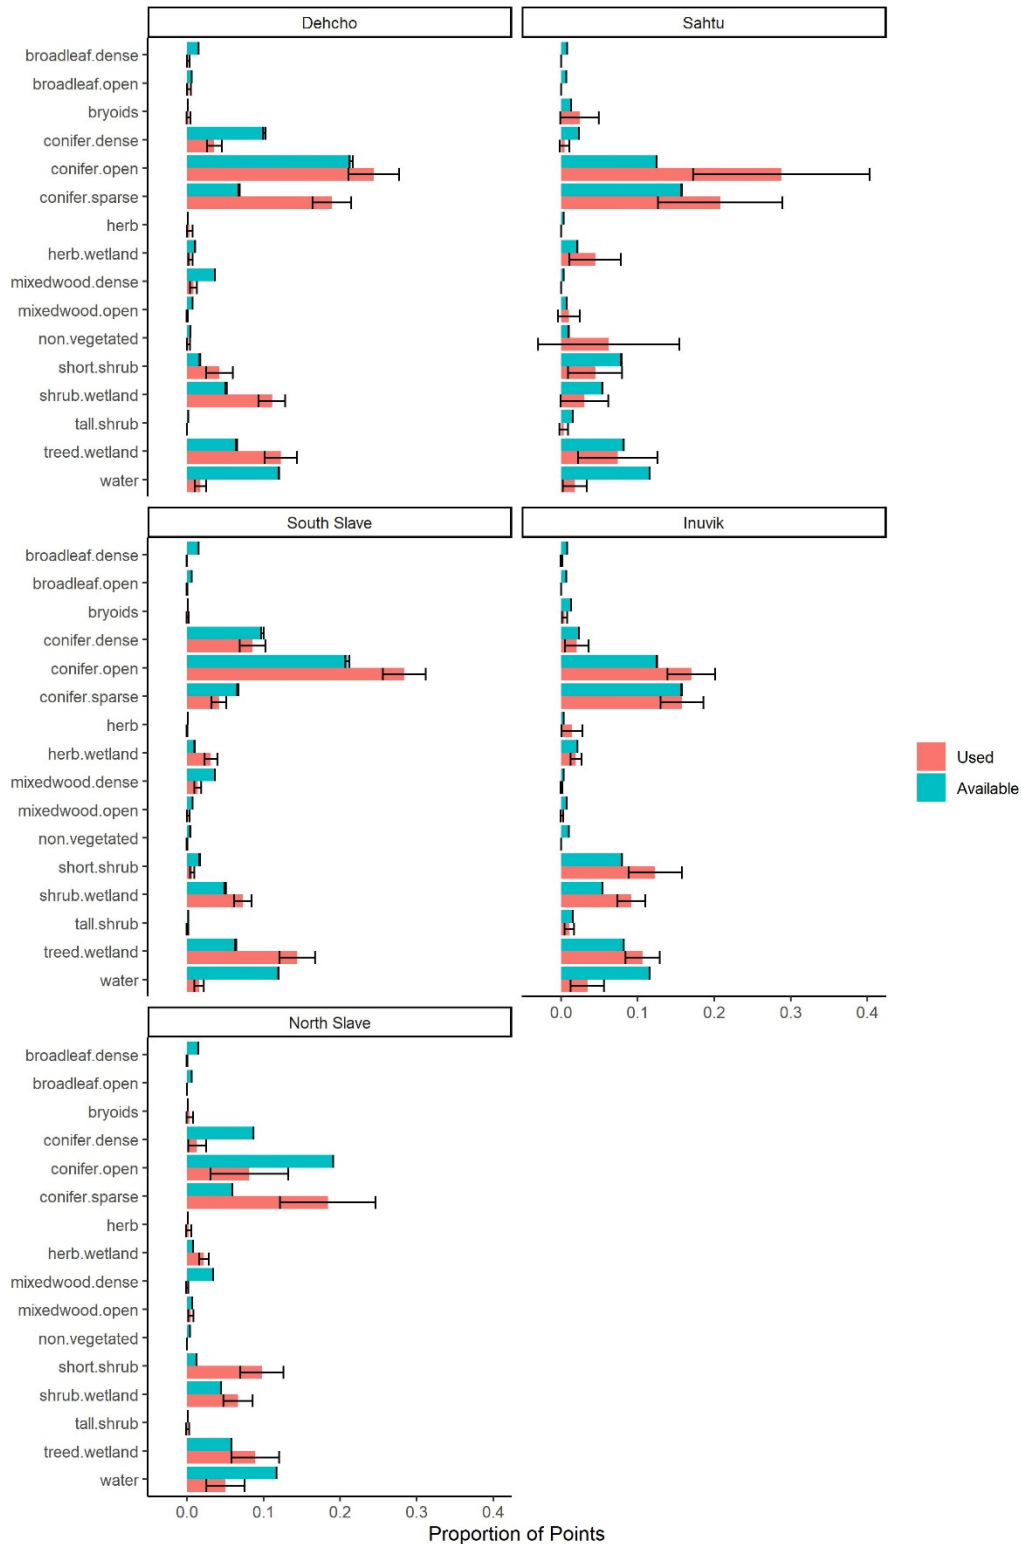 Dehcho
Sahtu
broadleaf.dense
broadleaf.open
bryoids
conifer.dense
conifer.open
conifer.sparse
herb
herb.wetland
mixedwood.dense
mixedwood.open
non.vegetated
short.shrub
shrub.wetland
tall.shrub
treed.wetland
water
South Slave
Inuvik
broadleaf.dense
broadleaf.open
bryoids
conifer.dense
conifer.open
conifer.sparse
herb
herb.wetland
mixedwood.dense
mixedwood.open
non.vegetated
short.shrub
shrub.wetland
tall.shrub
treed.wetland
water
Used
Available
0.0 0.1 0.2 0.3 0.4
North Slave
broadleaf.dense
broadleaf.open
bryoids
conifer.dense
conifer.open
conifer.sparse
herb
herb.wetland
mixedwood.dense
mixedwood.open
non.vegetated
short.shrub
shrub.wetland
tall.shrub
treed.wetland
water
0.0 0.1 0.2 0.3 0.4
Proportion of Points